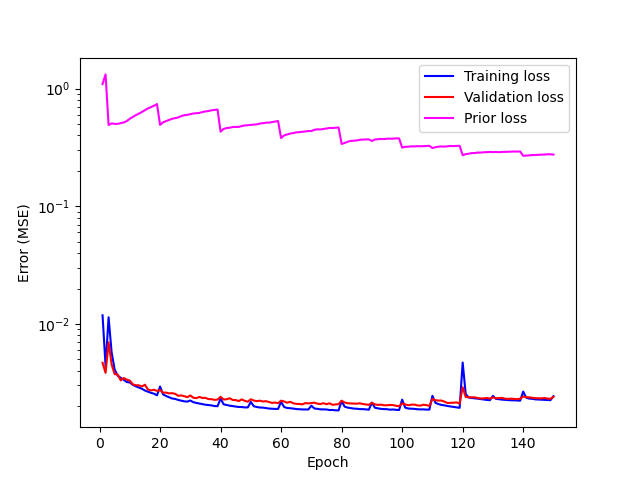 Training loss
Validation loss
Prior loss
10⁰
10⁻¹
10⁻²
Error (MSE)
0 20 40 60 80 100 120 140
Epoch